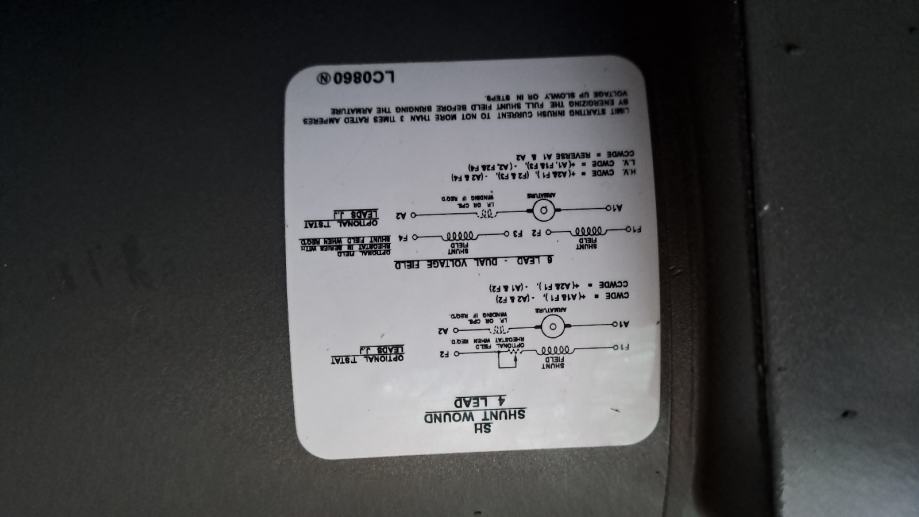 SH
SHUNT WOUND
4 LEAD
SHUNT
FIELD
F1
OPTIONAL FIELD
RHEOSTAT WHEN REQ'D
F2
OPTIONAL T'STAT
LEADS J,J
A1
ARMATURE
I.P. OR CPE.
WINDING IF REQ'D.
A2
CWDE = +(A1& F1), -(A2 & F2)
CCWDE = +(A2& F1), -(A1 & F2)
6 LEAD - DUAL VOLTAGE FIELD
SHUNT
FIELD
SHUNT
FIELD
F1 F2 F3 F4
OPTIONAL FIELD
RHEOSTAT IN SERIES WITH
SHUNT FIELD WHEN REQ'D.
A1
ARMATURE
I.P. OR CPE.
WINDING IF REQ'D.
A2
OPTIONAL T'STAT
LEADS J,J
H.V. CWDE = +(A2& F1), (F2 & F3), -(A2 & F4)
L.V. CWDE = +(A1, F1& F3), -(A2, F2& F4)
CCWDE = REVERSE A1 & A2
LIMIT STARTING INRUSH CURRENT TO NOT MORE THAN 3 TIMES RATED AMPERES
BY ENERGIZING THE FULL SHUNT FIELD BEFORE BRINGING THE ARMATURE
VOLTAGE UP SLOWLY OR IN STEPS.
LC0860 N